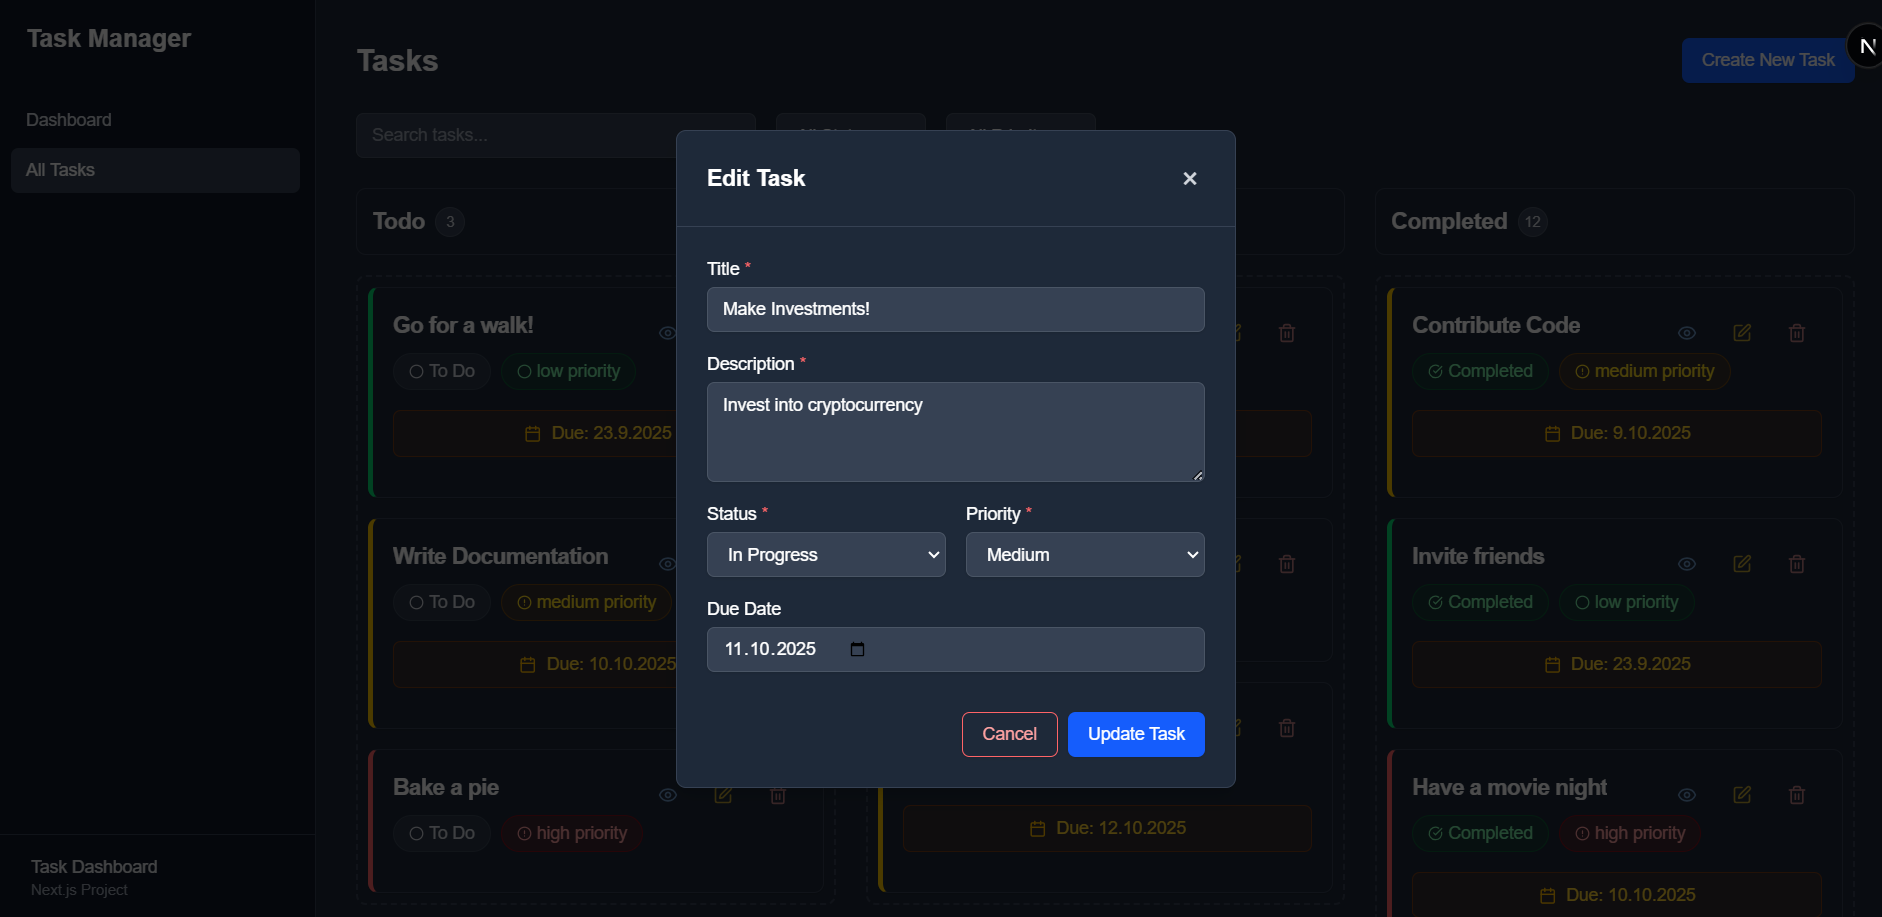 Task Manager
Dashboard
All Tasks
Task Dashboard
Next.js Project
Tasks
Create New Task
N
Search tasks...
Todo 3
Go for a walk!
To Do low priority
Due: 23.9.2025
Write Documentation
To Do medium priority
Due: 10.10.2025
Bake a pie
To Do high priority
Edit Task
Title *
Make Investments!
Description *
Invest into cryptocurrency
Status * Priority *
In Progress Medium
Due Date
11.10.2025
Cancel Update Task
Due: 12.10.2025
Completed 12
Contribute Code
Completed medium priority
Due: 9.10.2025
Invite friends
Completed low priority
Due: 23.9.2025
Have a movie night
Completed high priority
Due: 10.10.2025